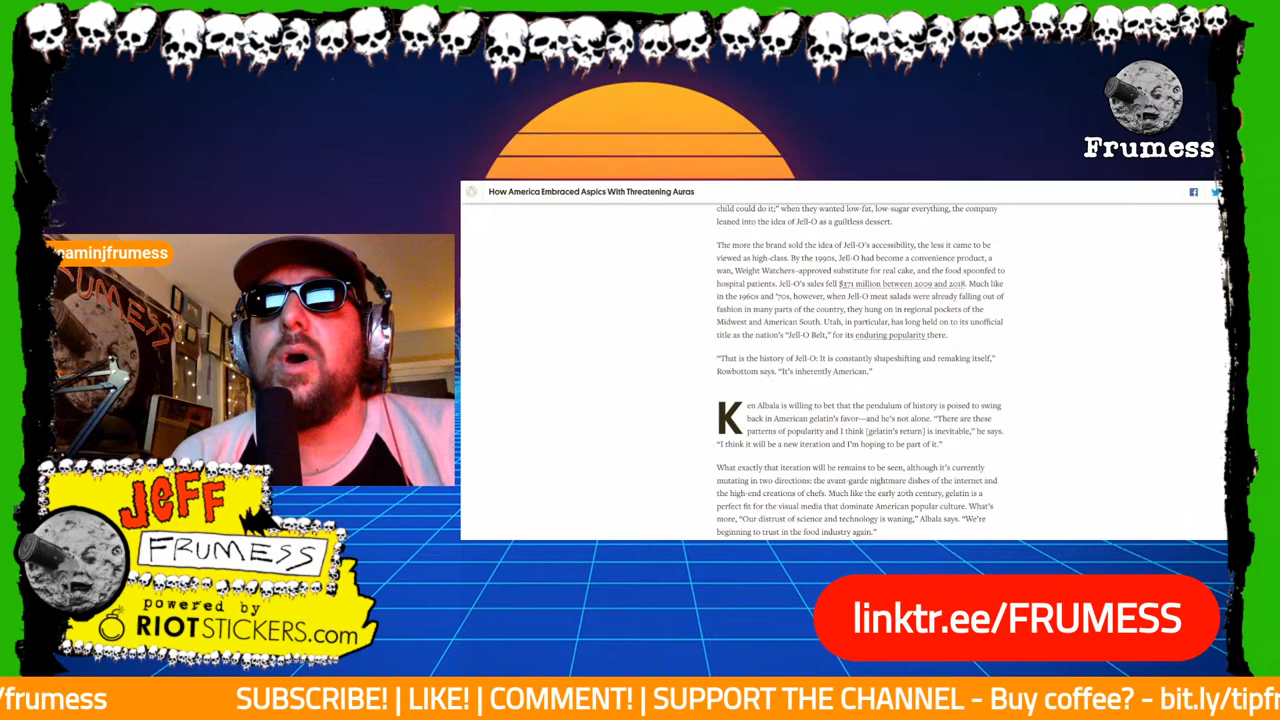 Frumess
How America Embraced Aspics With Threatening Auras
child could do it;” when they wanted low-fat, low-sugar everything, the company
leaned into the idea of Jell-O as a guiltless dessert.
The more the brand sold the idea of Jell-O’s accessibility, the less it came to be
viewed as high-class. By the 1990s, Jell-O had become a convenience product, a
wan, Weight Watchers–approved substitute for real cake, and the food spoonfed to
hospital patients. Jell-O’s sales fell $371 million between 2009 and 2018. Much like
in the 1960s and ’70s, however, when Jell-O meat salads were already falling out of
fashion in many parts of the country, they hung on in regional pockets of the
Midwest and American South. Utah, in particular, has long held on to its unofficial
title as the nation’s “Jell-O Belt,” for its enduring popularity there.
“That is the history of Jell-O: It is constantly shapeshifting and remaking itself,”
Rowbottom says. “It’s inherently American.”
Ken Albala is willing to bet that the pendulum of history is poised to swing
back in American gelatin’s favor—and he’s not alone. “There are these
patterns of popularity and I think [gelatin’s return] is inevitable,” he says.
“I think it will be a new iteration and I’m hoping to be part of it.”
What exactly that iteration will be remains to be seen, although it’s currently
mutating in two directions: the avant-garde nightmare dishes of the internet and
the high-end creations of chefs. Much like the early 20th century, gelatin is a
perfect fit for the visual media that dominate American popular culture. What’s
more, “Our distrust of science and technology is waning,” Albala says. “We’re
beginning to trust in the food industry again.”
eaminjfrumess
FRUMESS
JEFF
FRUMESS
powered by
RIOTSTICKERS.com
linktr.ee/FRUMESS
/frumess SUBSCRIBE! | LIKE! | COMMENT! | SUPPORT THE CHANNEL - Buy coffee? - bit.ly/tipfr